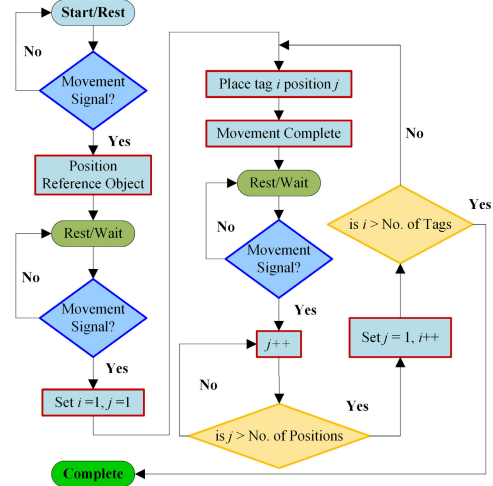 Start/Rest
No
Movement
Signal?
Yes
Position
Reference Object
Rest/Wait
No
Movement
Signal?
Yes
Set i =1, j =1
Place tag i position j
Movement Complete
Rest/Wait
No
Movement
Signal?
Yes
j++
No
is j > No. of Positions
Yes
Set j = 1, i++
is i > No. of Tags
No
Yes
Complete